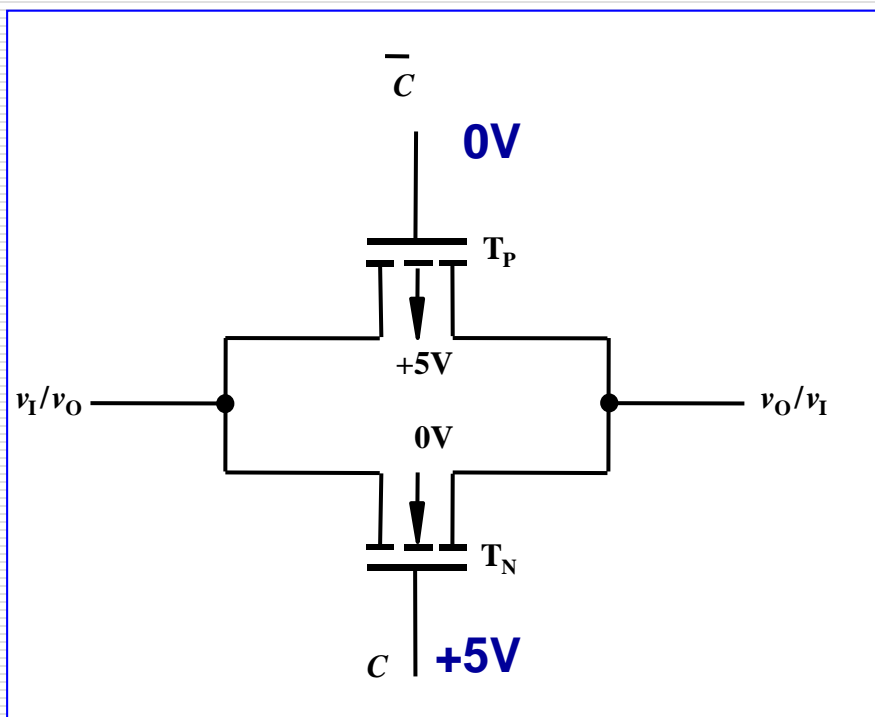 C̅
0V
T_P
+5V
v_I/v_O
v_O/v_I
0V
T_N
C
+5V